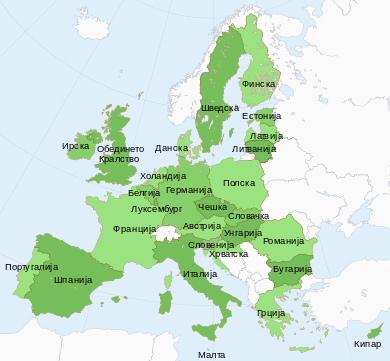 Финска
Шведска
Естонија
Латвија
Литванија
Ирска
Обединето
Кралство
Данска
Холандија
Полска
Белгија
Германија
Луксембург
Чешка
Словачка
Франција
Австрија
Унгарија
Романија
Словенија
Хрватска
Бугарија
Португалија
Шпанија
Италија
Грција
Малта
Кипар